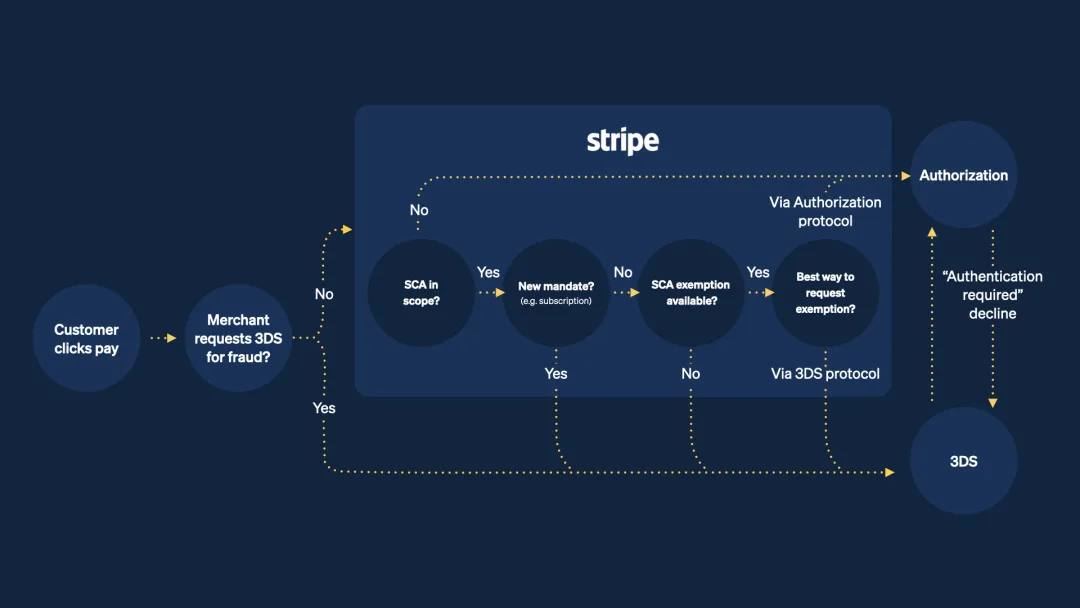 stripe
Authorization
No
Via Authorization
protocol
SCA in
scope?
Yes
New mandate?
(e.g. subscription)
No
SCA exemption
available?
Yes
Best way to
request
exemption?
“Authentication
required”
decline
No
Customer
clicks pay
Merchant
requests 3DS
for fraud?
Yes
No
Via 3DS protocol
Yes
3DS